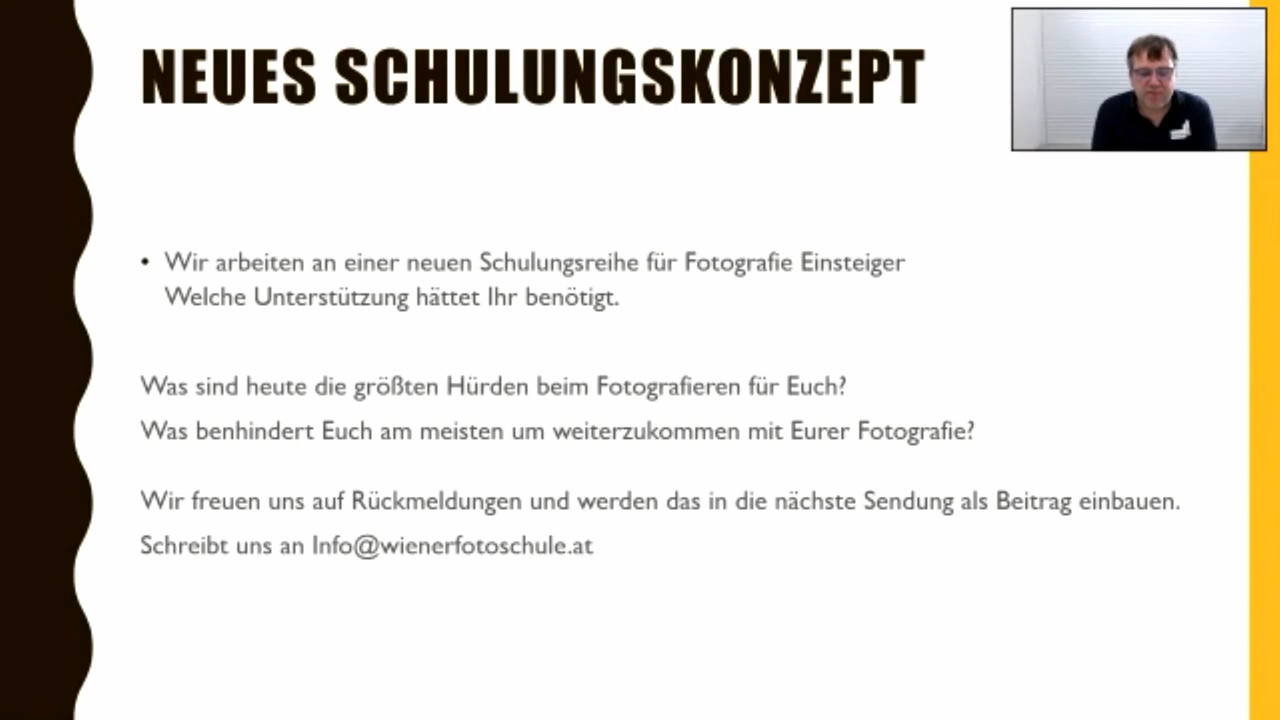 NEUES SCHULUNGSKONZEPT
• Wir arbeiten an einer neuen Schulungsreihe für Fotografie Einsteiger
Welche Unterstützung hättet Ihr benötigt.
Was sind heute die größten Hürden beim Fotografieren für Euch?
Was benhindert Euch am meisten um weiterzukommen mit Eurer Fotografie?
Wir freuen uns auf Rückmeldungen und werden das in die nächste Sendung als Beitrag einbauen.
Schreibt uns an Info@wienerfotoschule.at